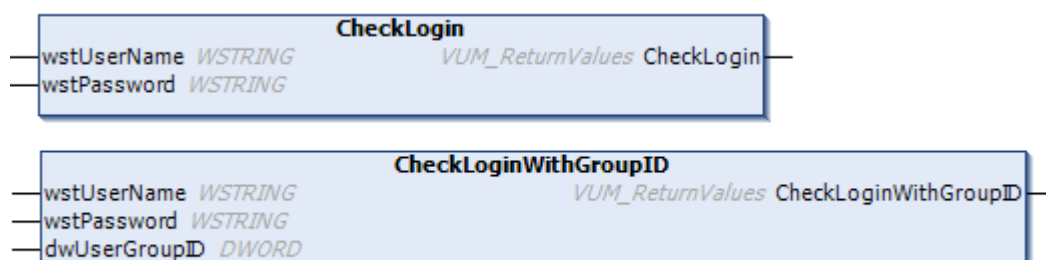 CheckLogin
wstUserName WSTRING VUM_ReturnValues CheckLogin
wstPassword WSTRING
CheckLoginWithGroupID
wstUserName WSTRING VUM_ReturnValues CheckLoginWithGroupID
wstPassword WSTRING
dwUserGroupID DWORD